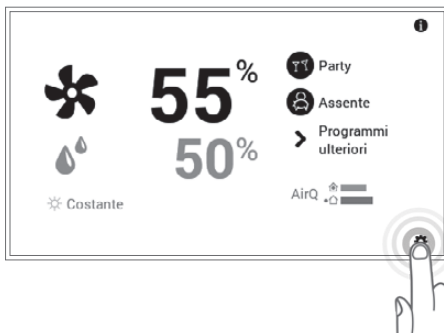 i
55%
Party
Assente
50%
Programmi
ulteriori
Costante
AirQ